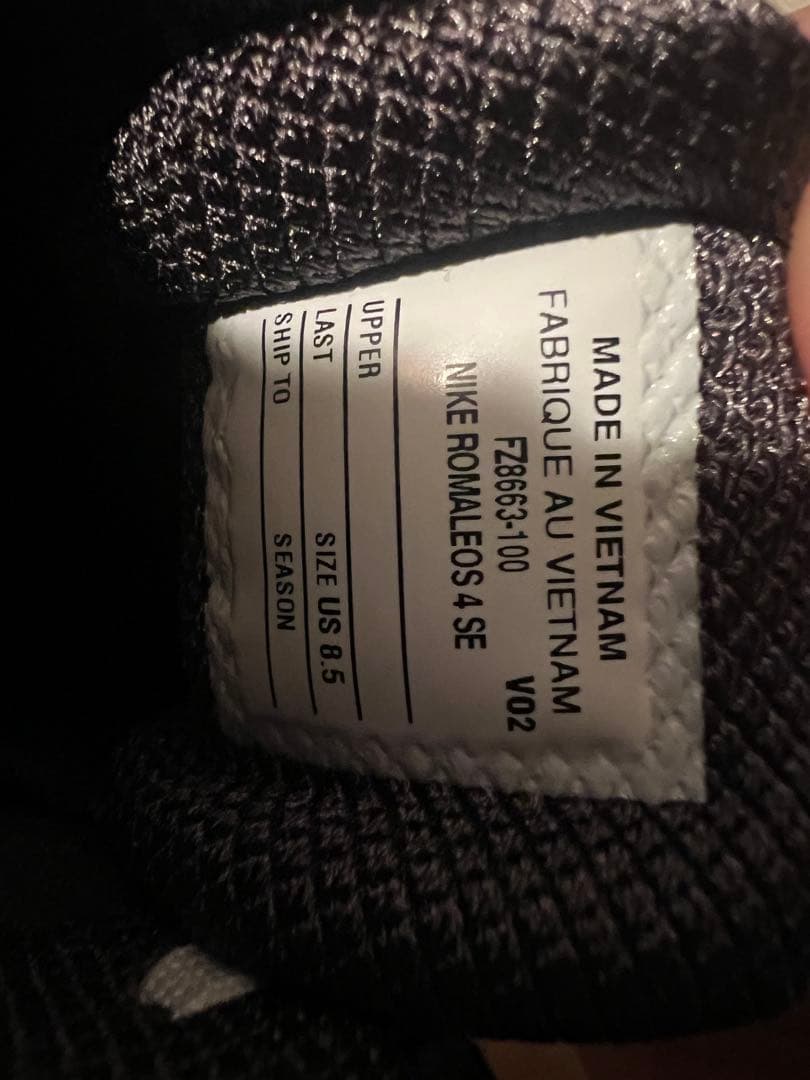 MADE IN VIETNAM
FABRIQUE AU VIETNAM
FZ8663-100 V02
NIKE ROMALEOS 4 SE
UPPER
LAST SIZE US 8.5
SHIP TO SEASON